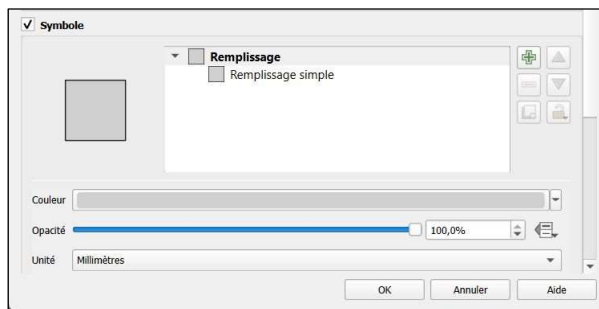 Symbole
Remplissage
Remplissage simple
Couleur
Opacité 100,0%
Unité Millimètres
OK Annuler Aide